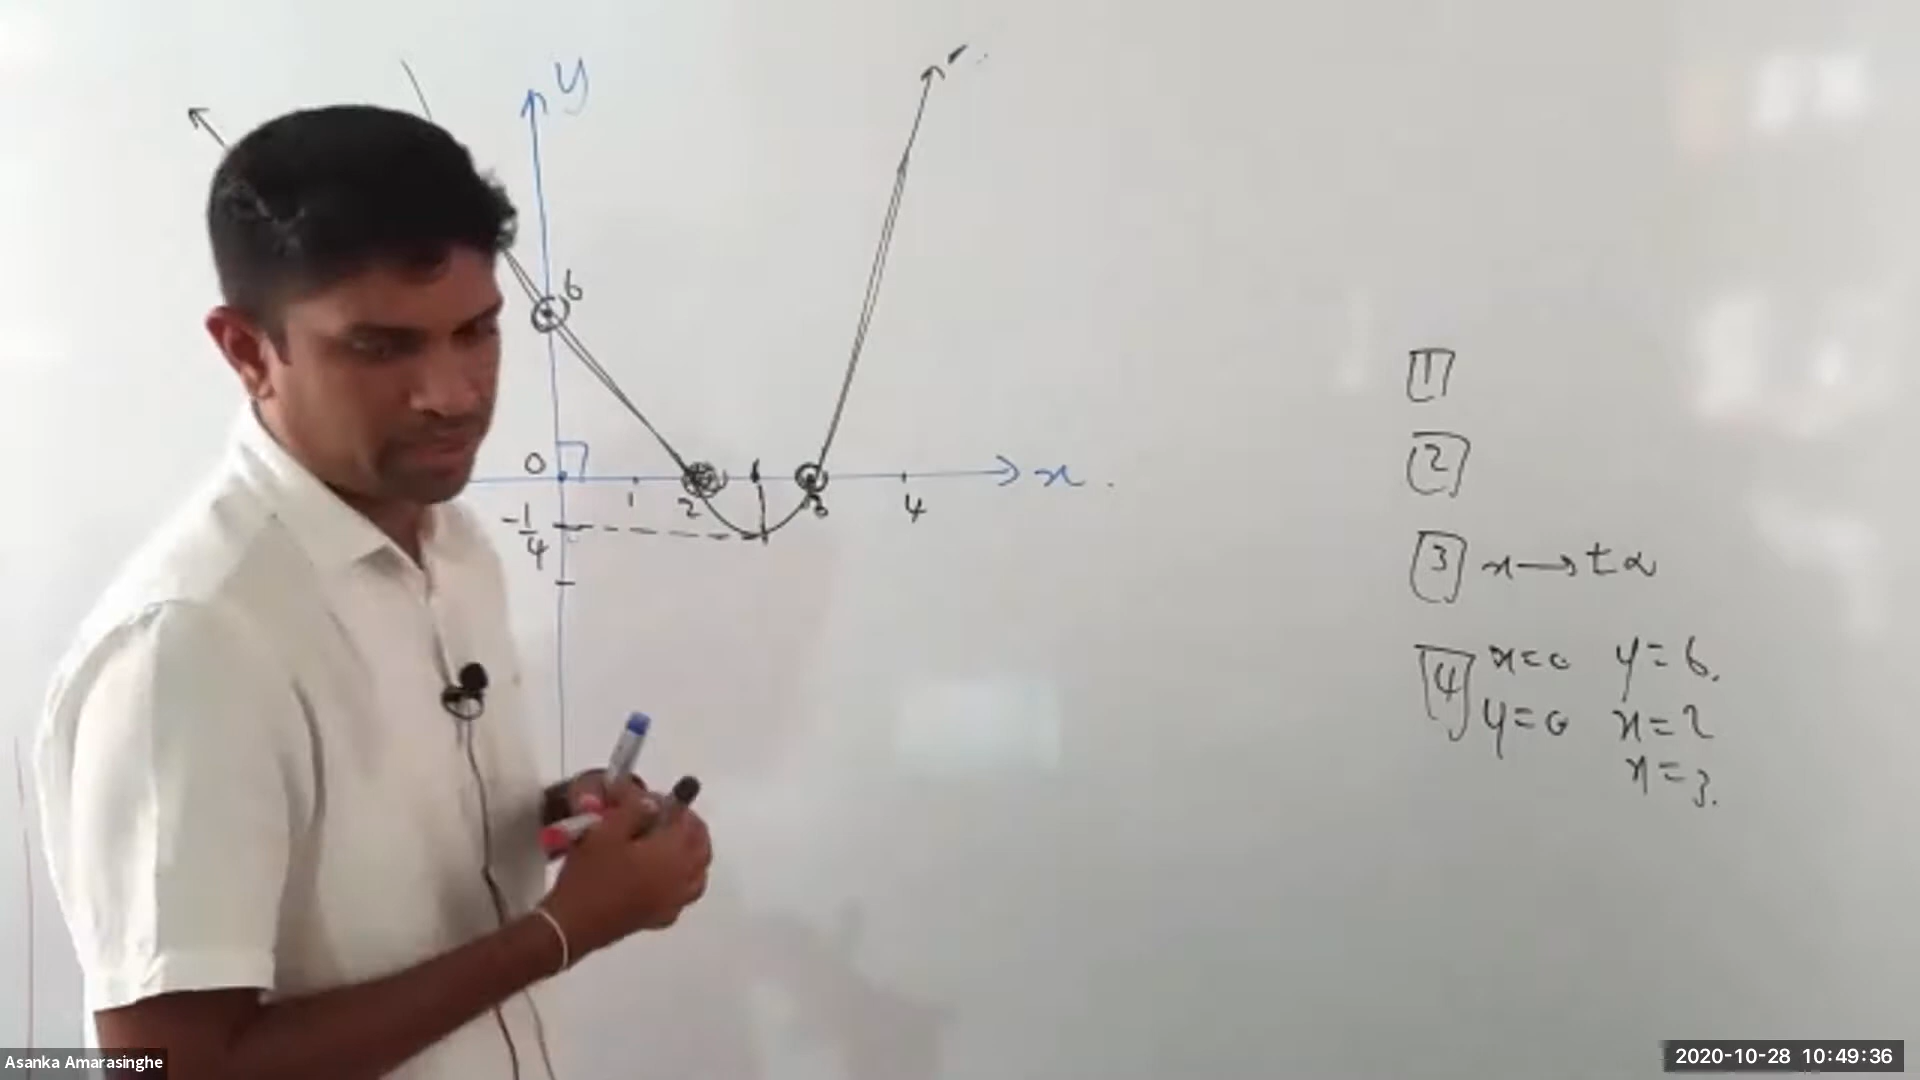 y
6
0
1
2
3
4
x
-1/4
1
2
3 x → ±∝
4 x=0 y=6.
y=0 x=2
x=3.
Asanka Amarasinghe
2020-10-28 10:49:36